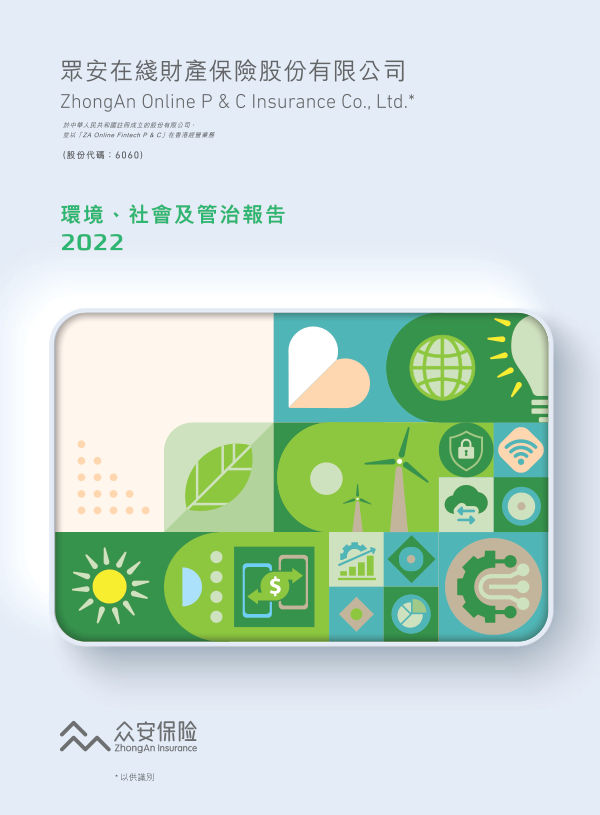 眾安在綫財產保險股份有限公司
ZhongAn Online P & C Insurance Co., Ltd.*
於中華人民共和國註冊成立的股份有限公司，
並以「ZA Online Fintech P & C」在香港經營業務
(股份代碼：6060)
環境、社會及管治報告
2022
$
众安保险
ZhongAn Insurance
* 以供識別